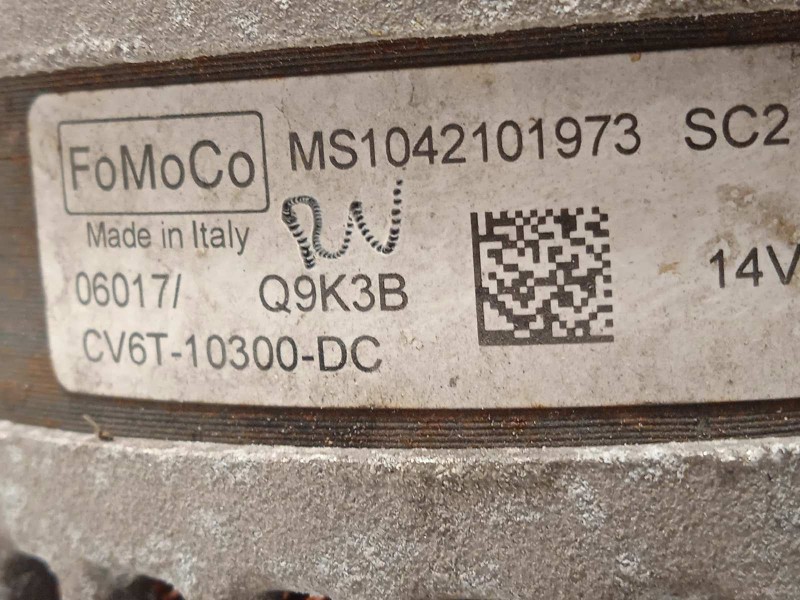 FoMoCo MS1042101973 SC2
Made in Italy
06017/ Q9K3B 14V
CV6T-10300-DC